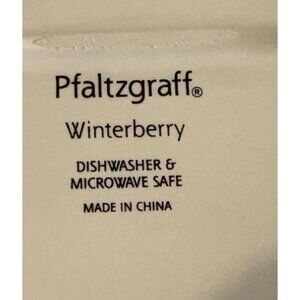 Pfaltzgraff®
Winterberry
DISHWASHER &
MICROWAVE SAFE
MADE IN CHINA